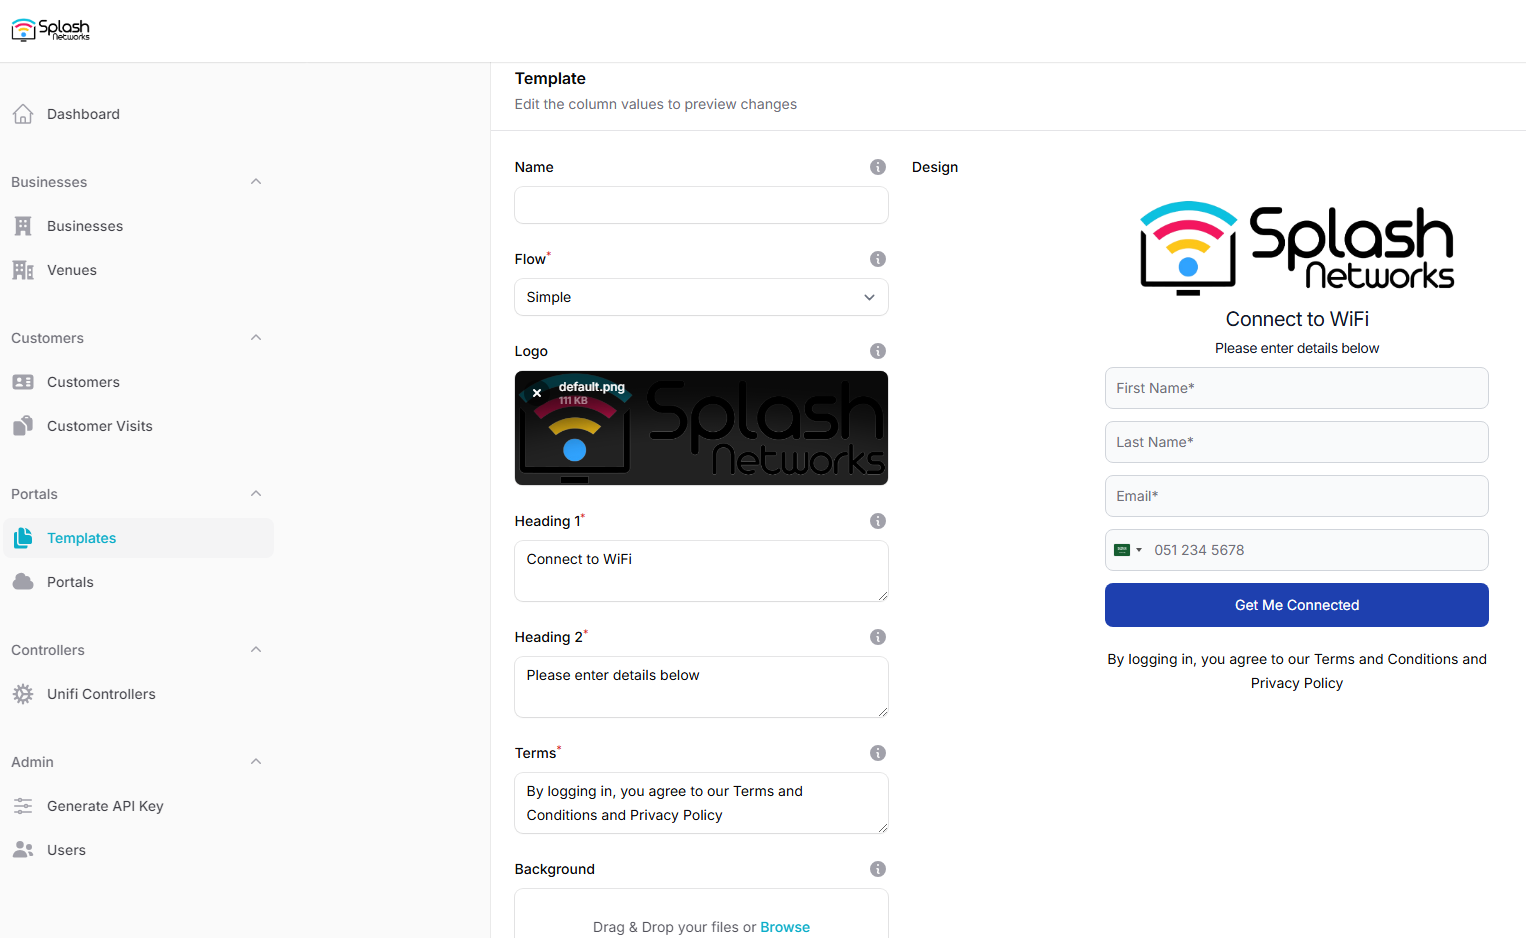 Splash
Networks
Dashboard
Businesses
Businesses
Venues
Customers
Customers
Customer Visits
Portals
Templates
Portals
Controllers
Unifi Controllers
Admin
Generate API Key
Users
Template
Edit the column values to preview changes
Name
Flow*
Simple
Logo
default.png
111 KB
Splash
Networks
Heading 1*
Connect to WiFi
Heading 2*
Please enter details below
Terms*
By logging in, you agree to our Terms and
Conditions and Privacy Policy
Background
Drag & Drop your files or Browse
Design
Splash
Networks
Connect to WiFi
Please enter details below
First Name*
Last Name*
Email*
051 234 5678
Get Me Connected
By logging in, you agree to our Terms and Conditions and
Privacy Policy